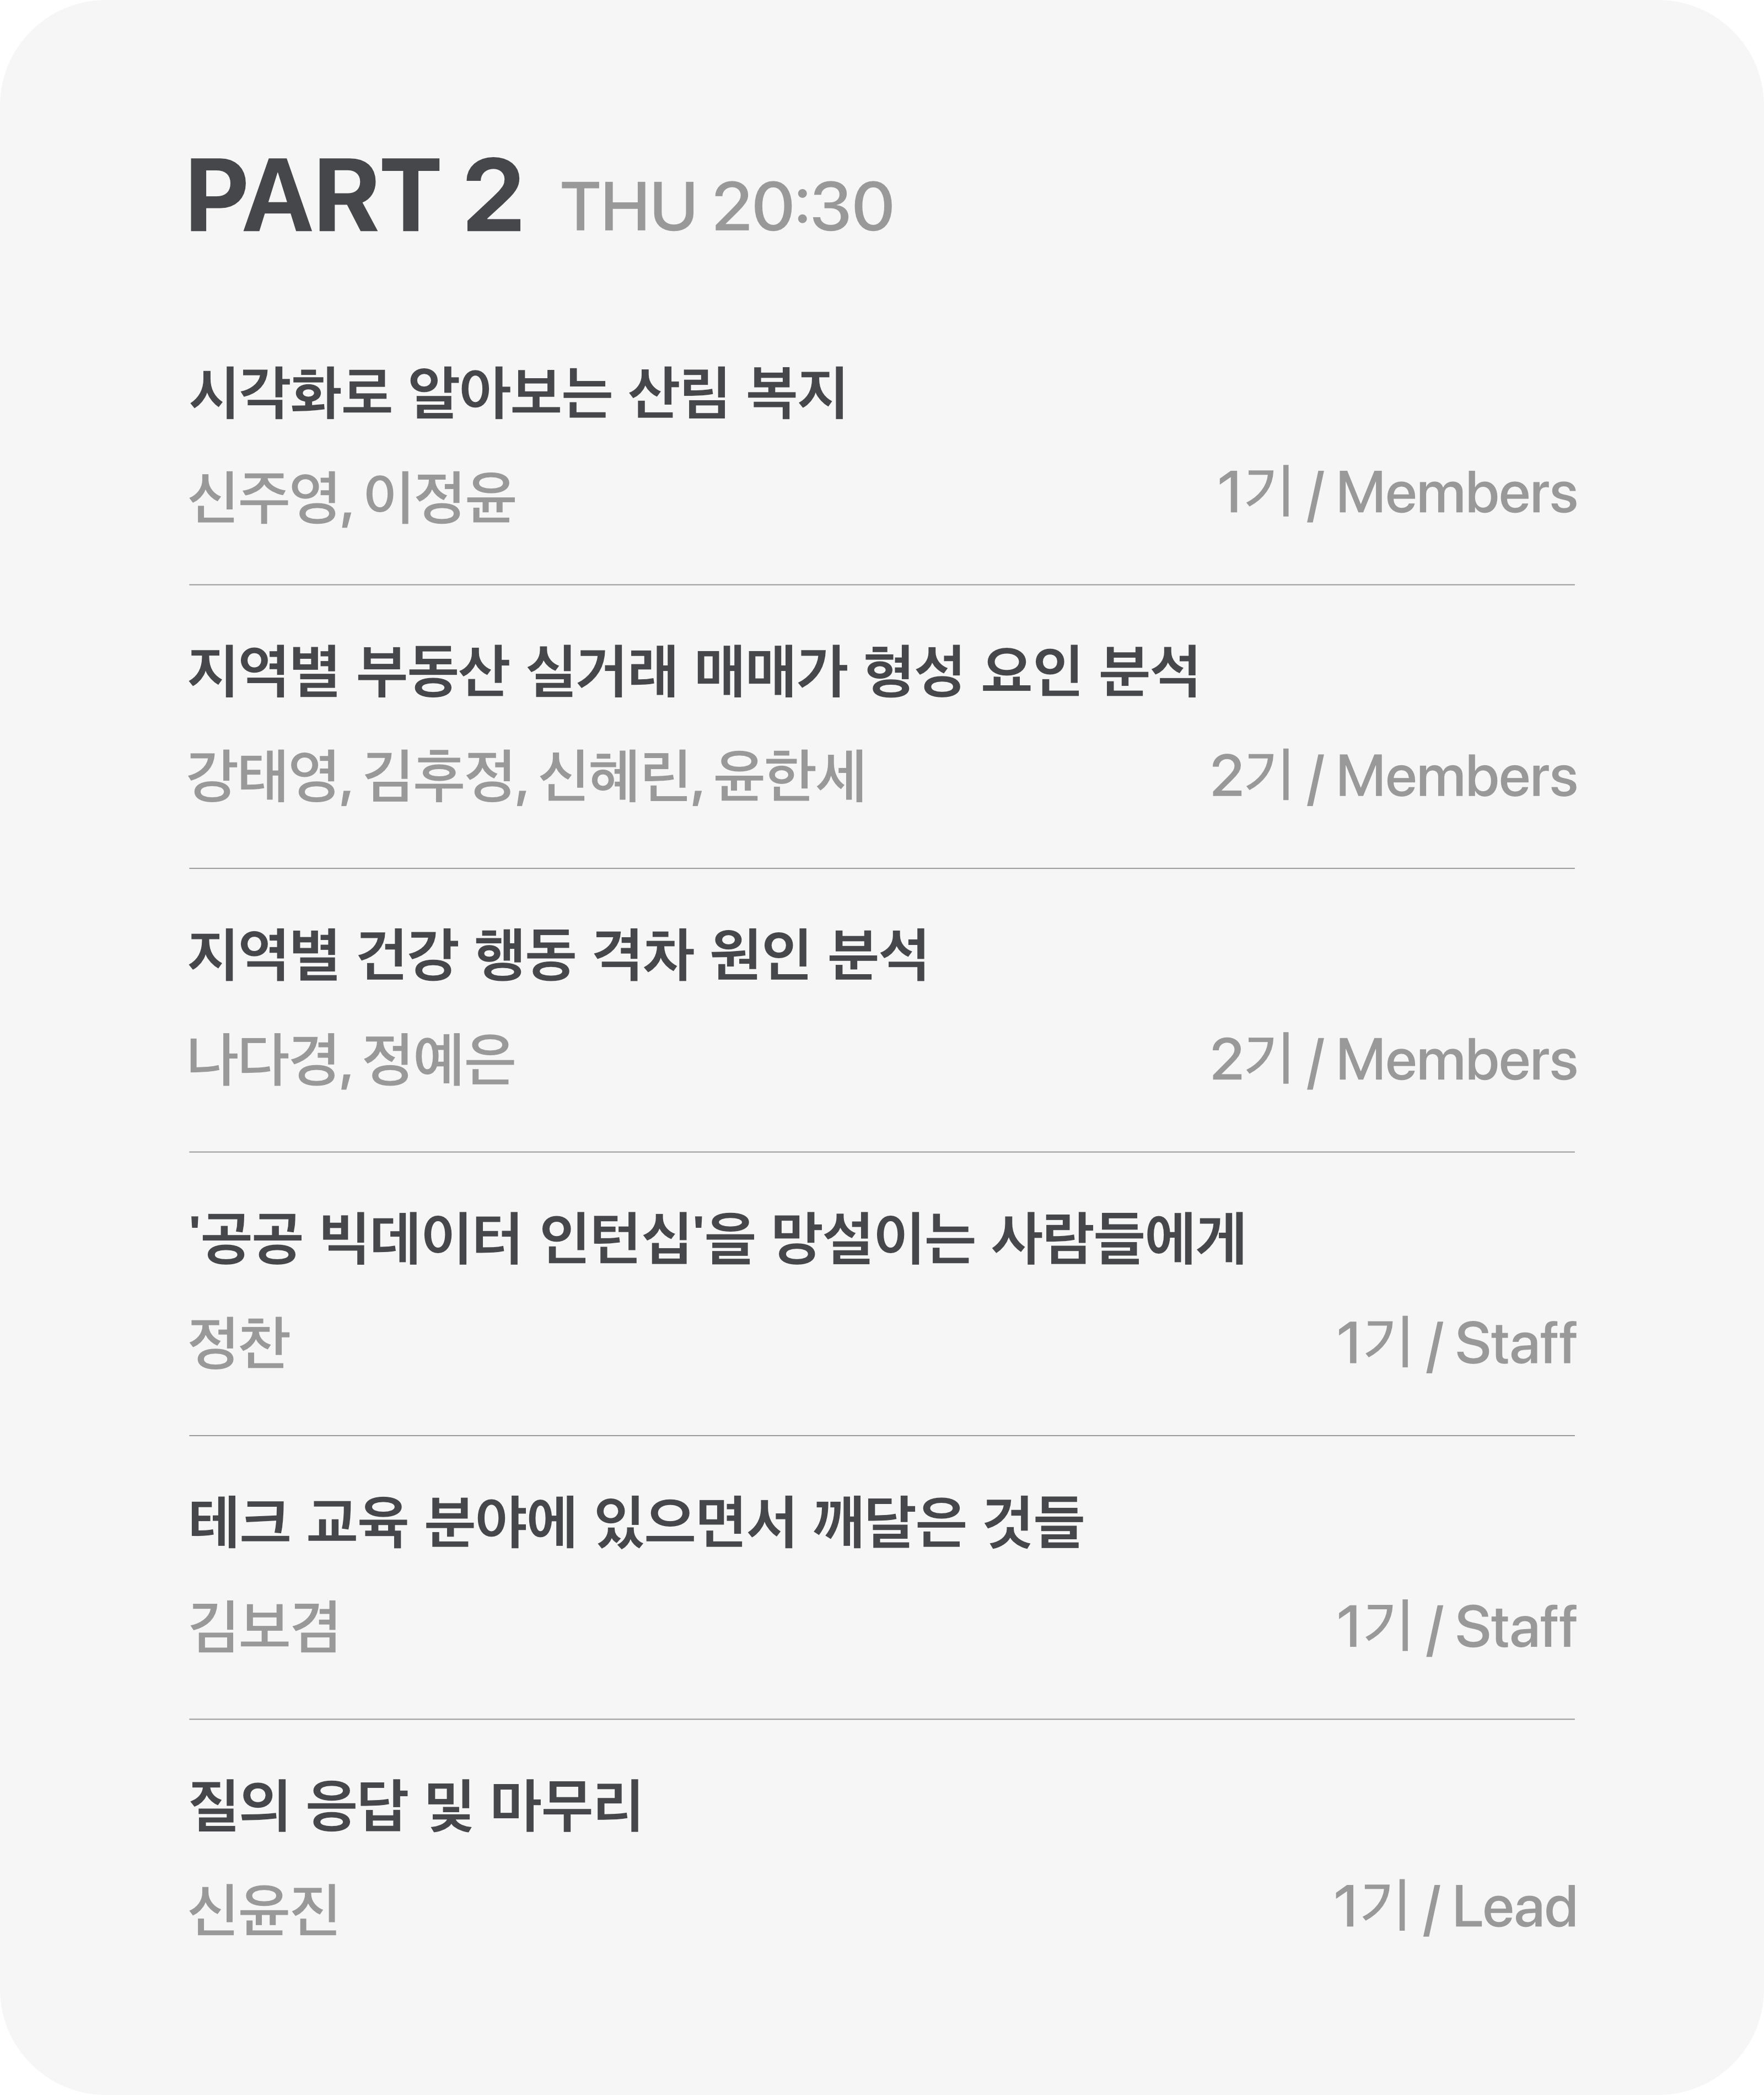 PART 2 THU 20:30
시각화로 알아보는 산림 복지
신주영, 이정윤 1기 / Members
지역별 부동산 실거래 매매가 형성 요인 분석
강태영, 김후정, 신혜린, 윤한세 2기 / Members
지역별 건강 행동 격차 원인 분석
나다경, 정예은 2기 / Members
'공공 빅데이터 인턴십'을 망설이는 사람들에게
정찬 1기 / Staff
테크 교육 분야에 있으면서 깨달은 것들
김보겸 1기 / Staff
질의 응답 및 마무리
신윤진 1기 / Lead